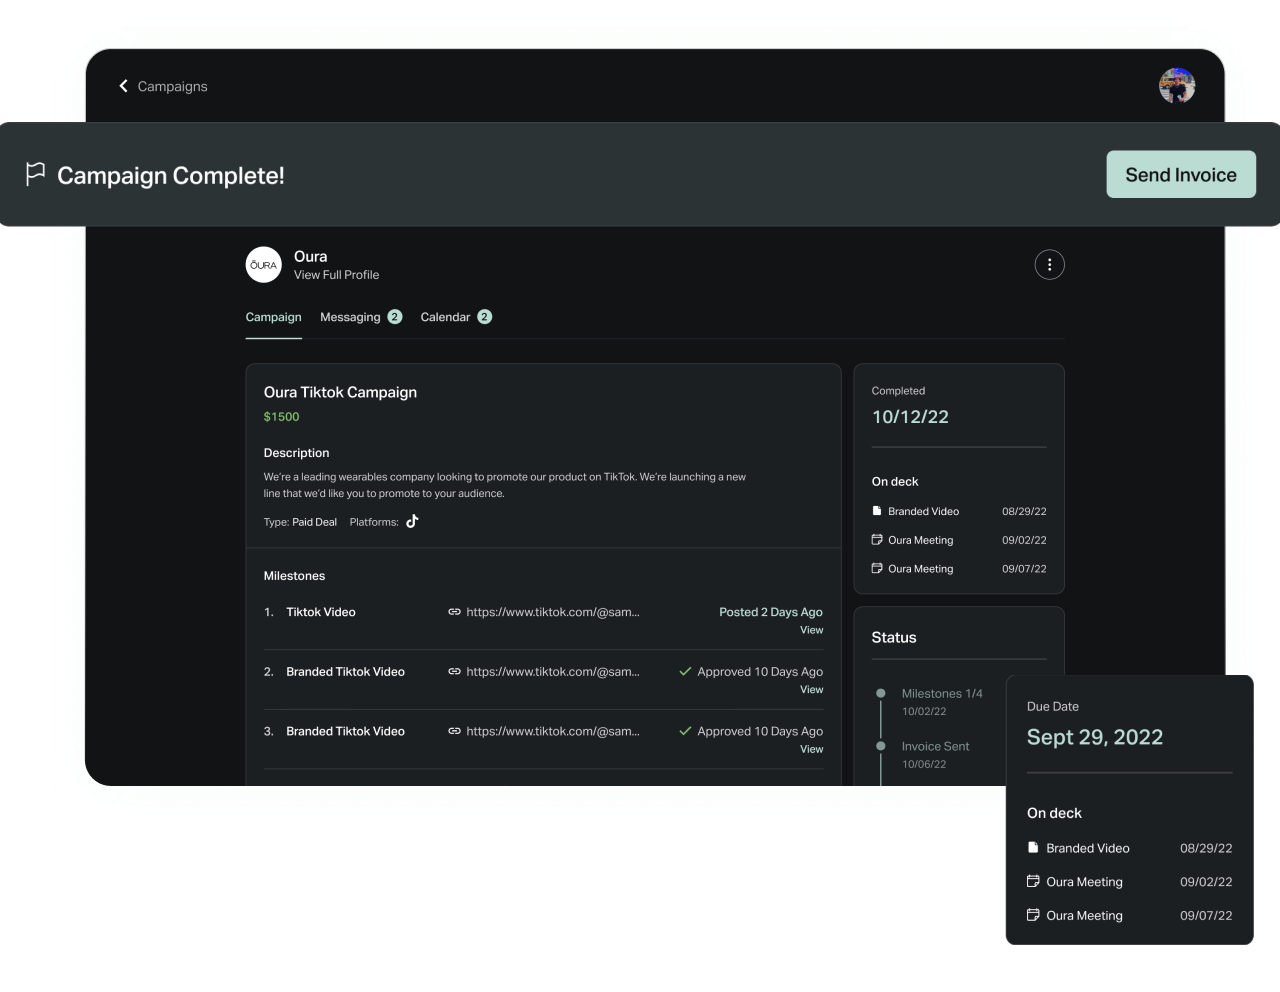 Campaigns
Campaign Complete!
Send Invoice
ŌURA
Oura
View Full Profile
Campaign
Messaging 2
Calendar 2
Oura Tiktok Campaign
$1500
Description
We're a leading wearables company looking to promote our product on TikTok. We're launching a new
line that we'd like you to promote to your audience.
Type: Paid Deal Platforms:
Milestones
1. Tiktok Video https://www.tiktok.com/@sam... Posted 2 Days Ago
View
2. Branded Tiktok Video https://www.tiktok.com/@sam... Approved 10 Days Ago
View
3. Branded Tiktok Video https://www.tiktok.com/@sam... Approved 10 Days Ago
View
Completed
10/12/22
On deck
Branded Video 08/29/22
Oura Meeting 09/02/22
Oura Meeting 09/07/22
Status
Milestones 1/4
10/02/22
Invoice Sent
10/06/22
Due Date
Sept 29, 2022
On deck
Branded Video 08/29/22
Oura Meeting 09/02/22
Oura Meeting 09/07/22